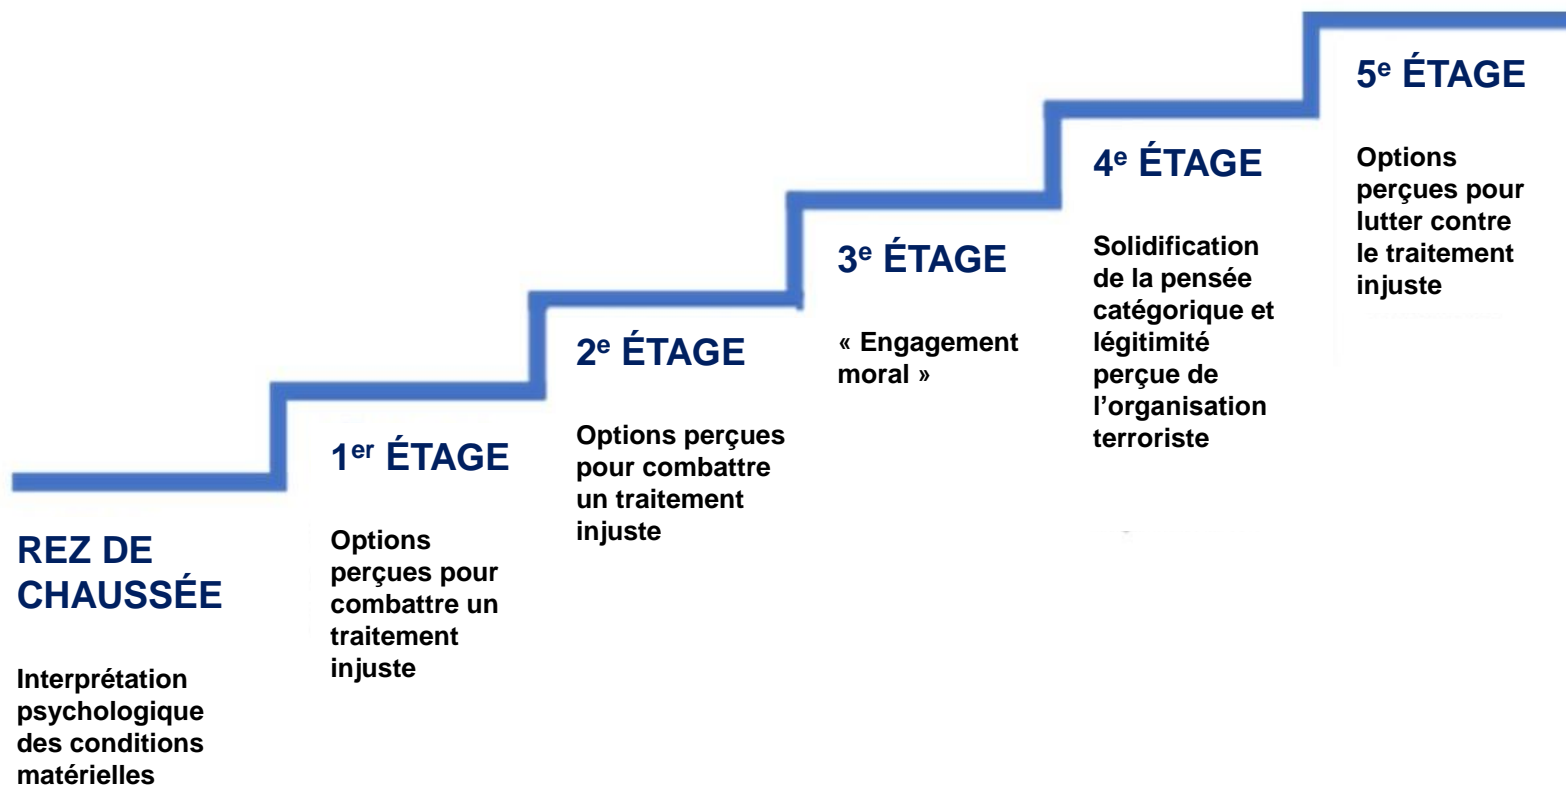 REZ DE
CHAUSSÉE
Interprétation
psychologique
des conditions
matérielles
1er ÉTAGE
Options
perçues pour
combattre un
traitement
injuste
2e ÉTAGE
Options perçues
pour combattre
un traitement
injuste
3e ÉTAGE
« Engagement
moral »
4e ÉTAGE
Solidification
de la pensée
catégorique et
légitimité
perçue de
l’organisation
terroriste
5e ÉTAGE
Options
perçues pour
lutter contre
le traitement
injuste